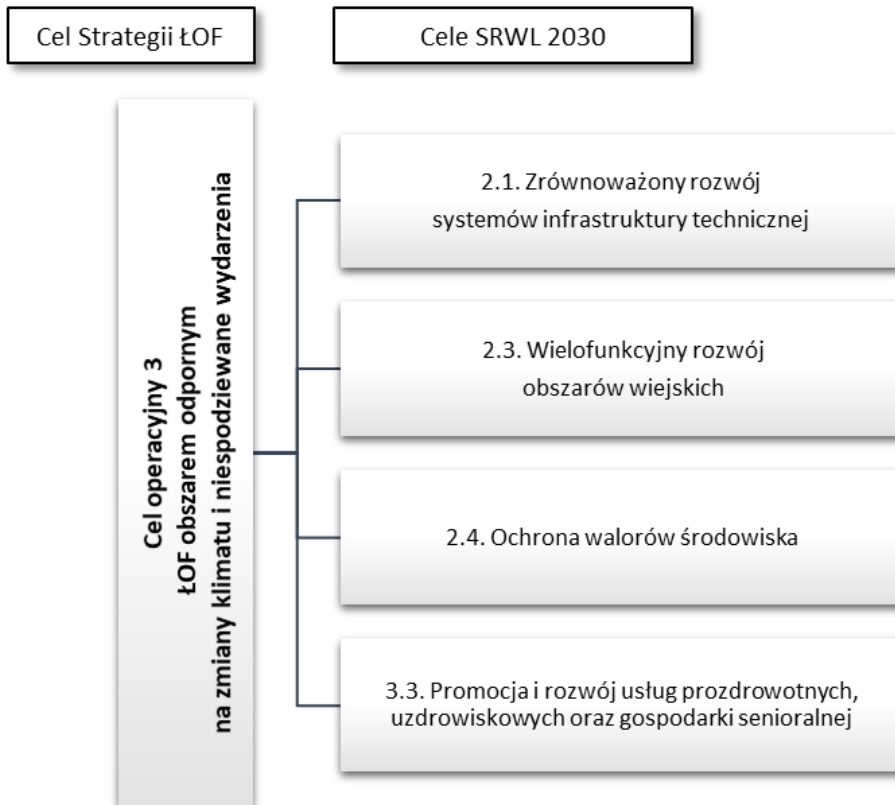 Cel Strategii ŁOF
Cele SRWL 2030
Cel operacyjny 3
ŁOF obszarem odpornym
na zmiany klimatu i niespodziewane wydarzenia
2.1. Zrównoważony rozwój
systemów infrastruktury technicznej
2.3. Wielofunkcyjny rozwój
obszarów wiejskich
2.4. Ochrona walorów środowiska
3.3. Promocja i rozwój usług prozdrowotnych,
uzdrowiskowych oraz gospodarki senioralnej